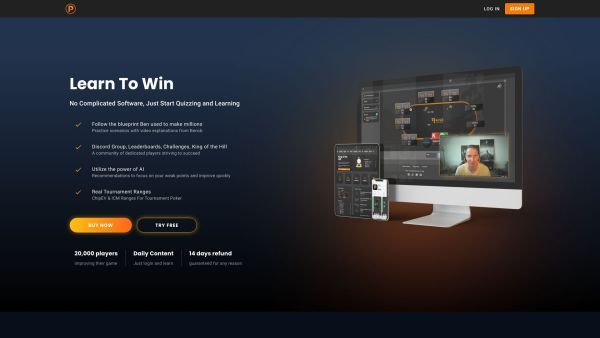 P
LOG IN
SIGN UP
Learn To Win
No Complicated Software, Just Start Quizzing and Learning
Follow the blueprint Ben used to make millions
Practice scenarios with video explanations from Bencb
Discord Group, Leaderboards, Challenges, King of the Hill
A community of dedicated players striving to succeed
Utilize the power of AI
Recommendations to focus on your weak points and improve quickly
Real Tournament Ranges
ChipEV & ICM Ranges For Tournament Poker
BUY NOW
TRY FREE
20,000 players
Improving their game
Daily Content
Just login and learn
14 days refund
guaranteed for any reason